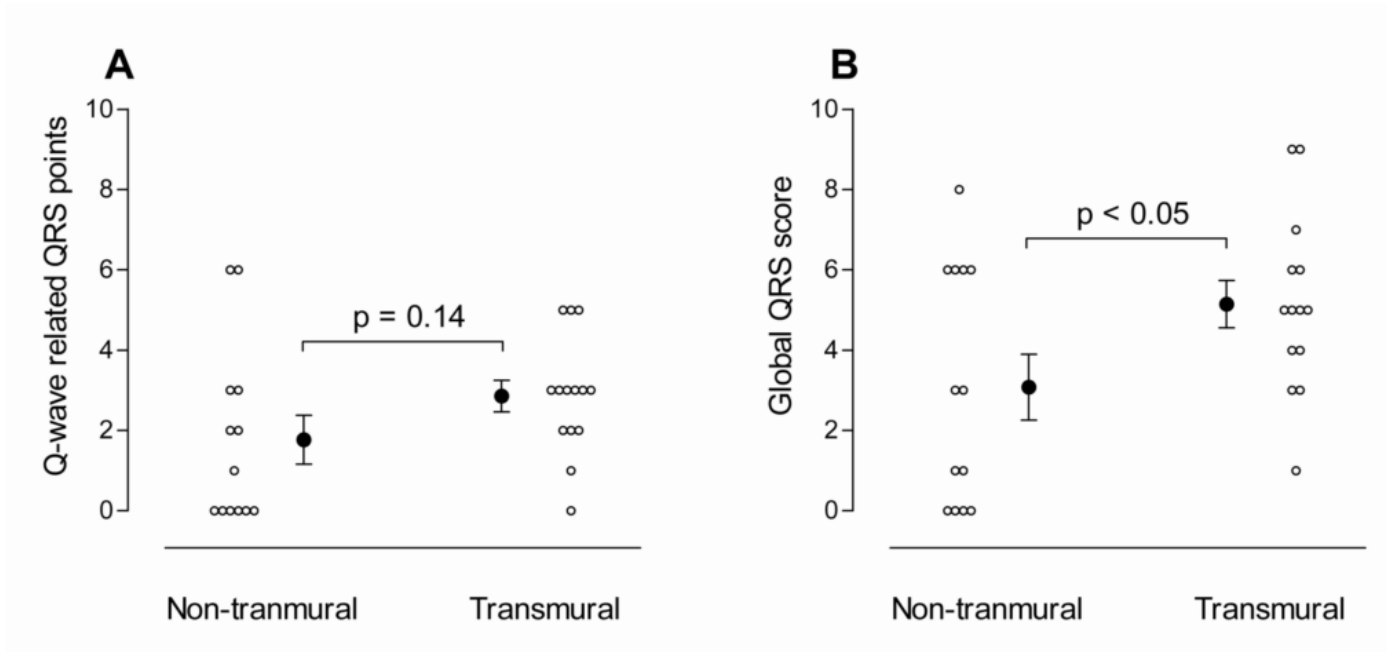 A
Q-wave related QRS points
10
8
6
4
2
0
p = 0.14
Non-tranmural
Transmural
B
Global QRS score
10
8
6
4
2
0
p < 0.05
Non-tranmural
Transmural